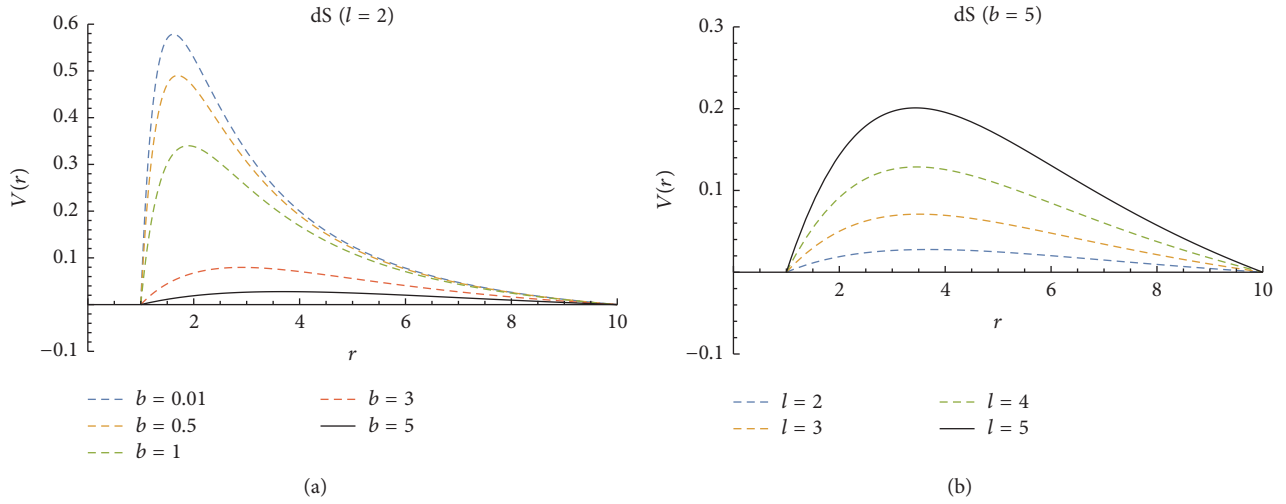 dS (l = 2)
0.6
0.5
0.4
0.3
0.2
0.1
−0.1
V(r)
2
4
6
8
10
r
b = 0.01
b = 0.5
b = 1
b = 3
b = 5
(a)
dS (b = 5)
0.3
0.2
0.1
−0.1
V(r)
2
4
6
8
10
r
l = 2
l = 3
l = 4
l = 5
(b)